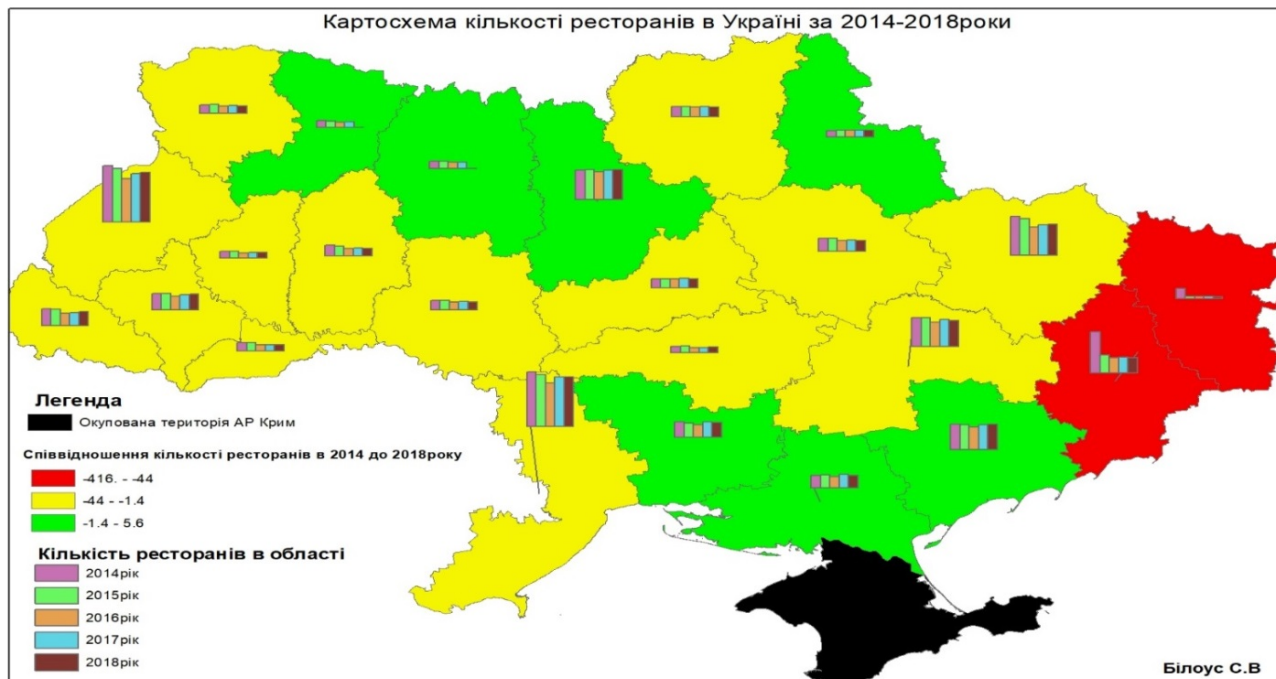 Картосхема кількості ресторанів в Україні за 2014-2018роки
Легенда
Окупована територія АР Крим
Співвідношення кількості ресторанів в 2014 до 2018року
-416. - -44
-44 - -1.4
-1.4 - 5.6
Кількість ресторанів в області
2014рік
2015рік
2016рік
2017рік
2018рік
Білоус С.В